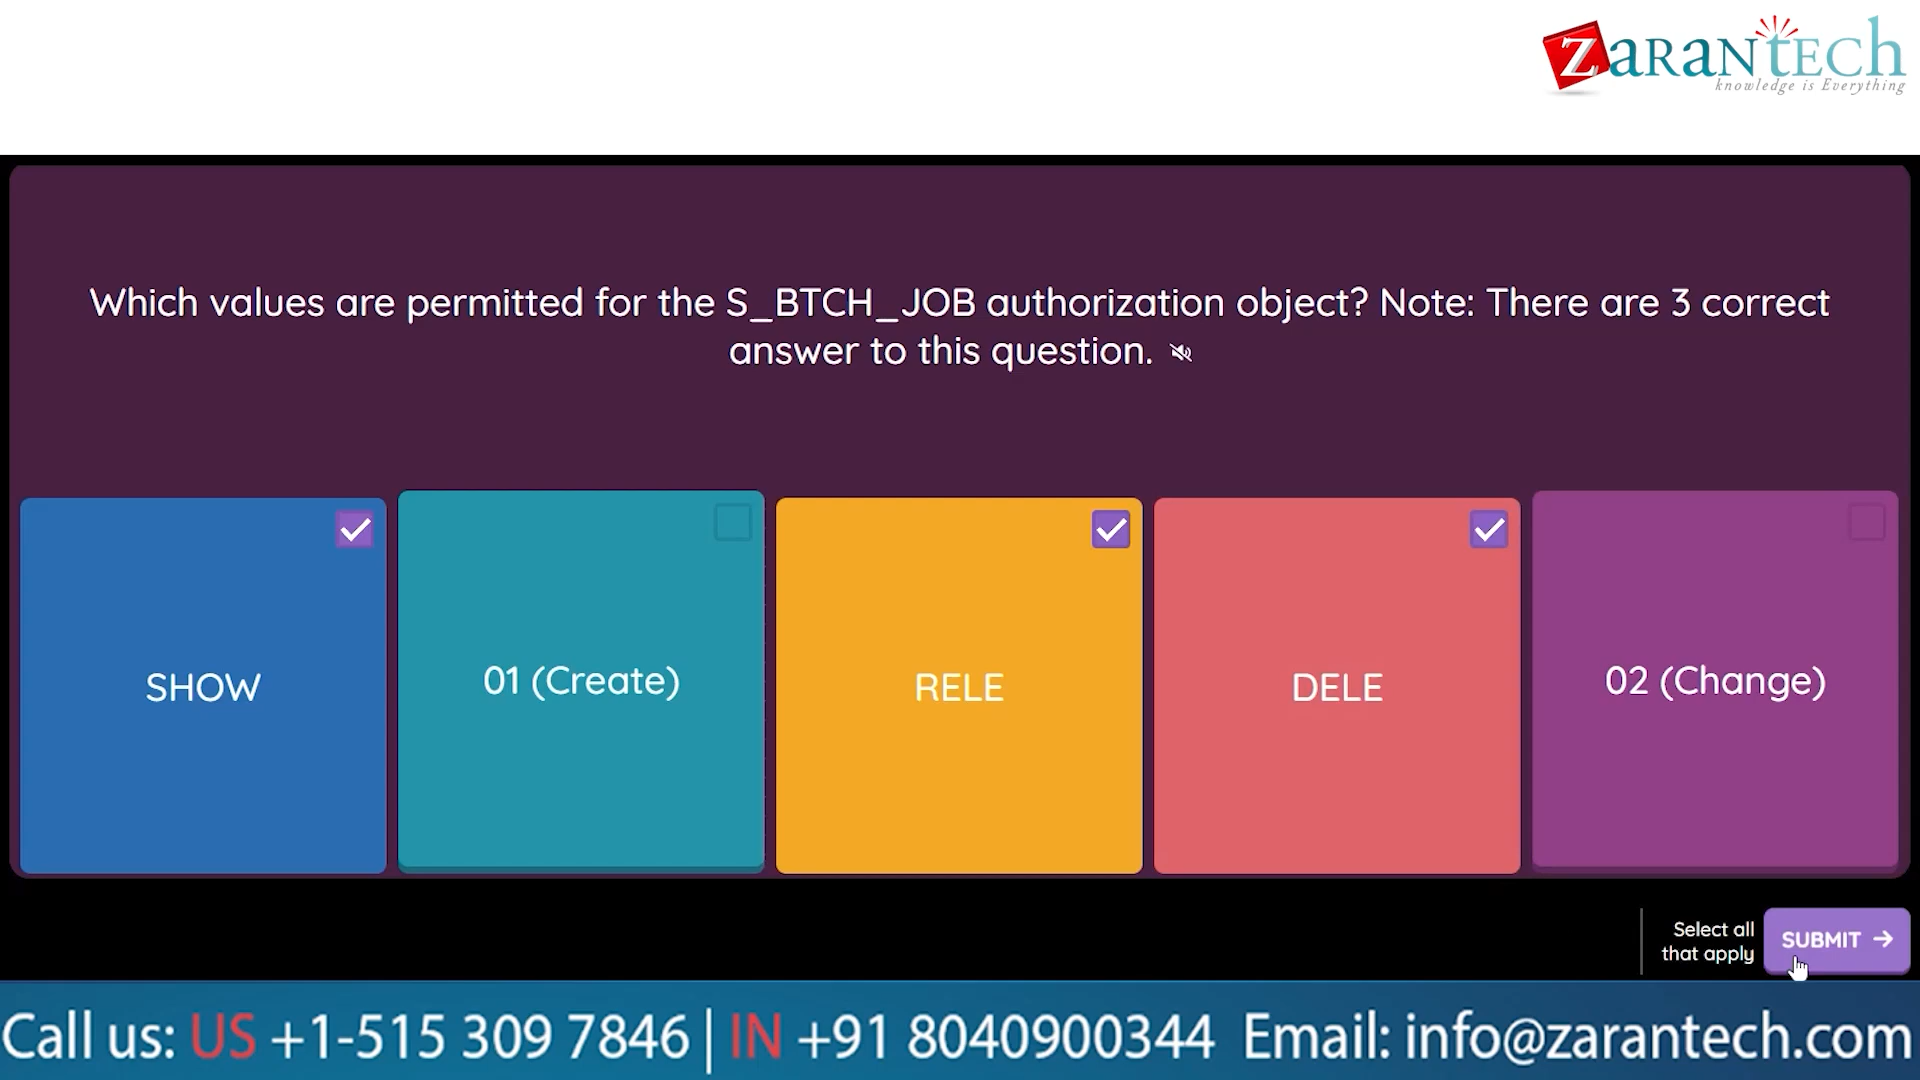 ZaranTech
knowledge is Everything
Which values are permitted for the S_BTCH_JOB authorization object? Note: There are 3 correct
answer to this question.
SHOW
01 (Create)
RELE
DELE
02 (Change)
Select all
that apply
SUBMIT →
Call us: US +1-515 309 7846 | IN +91 8040900344 Email: info@zarantech.com